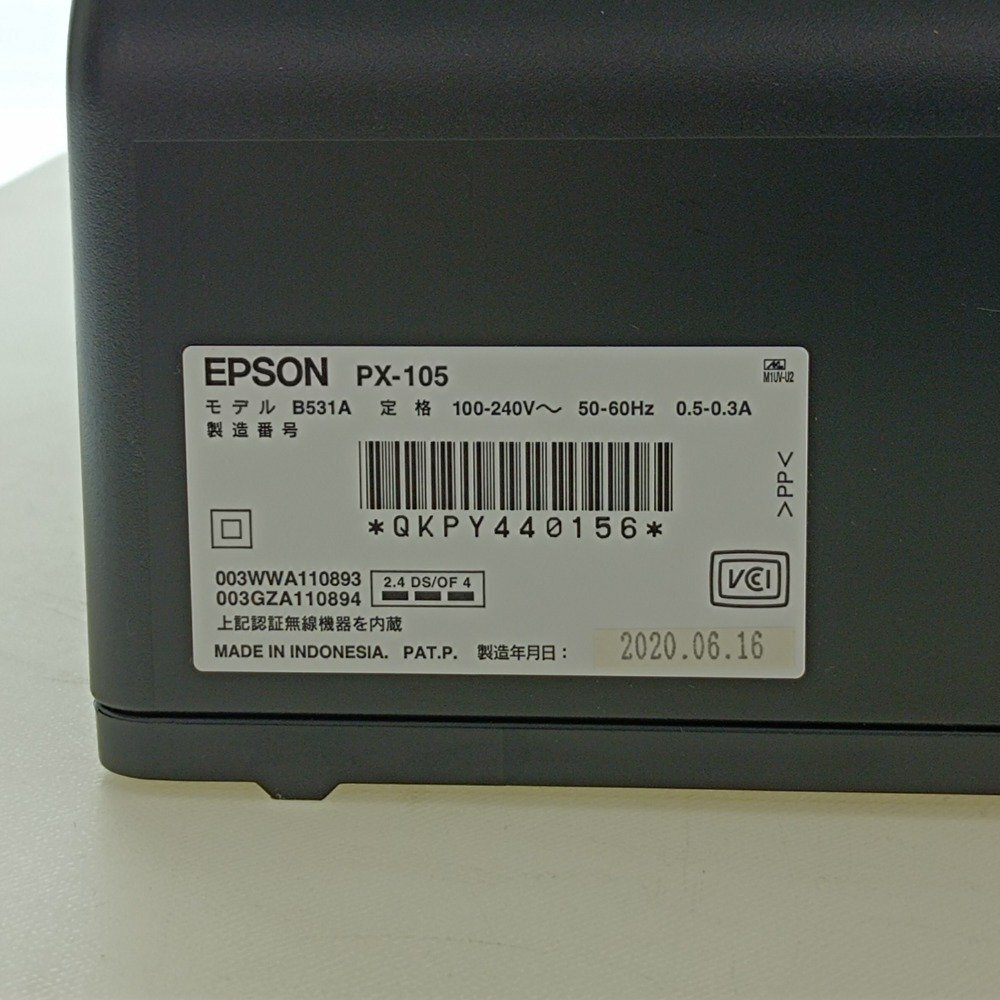 EPSON PX-105
M1UV-U2
モデル B531A 定格 100-240V～ 50-60Hz 0.5-0.3A
製造番号
*QKPY440156*
>PP<
003WWA110893
003GZA110894
2.4 DS/OF 4
VCI
上記認証無線機器を内蔵
MADE IN INDONESIA. PAT.P. 製造年月日: 2020.06.16